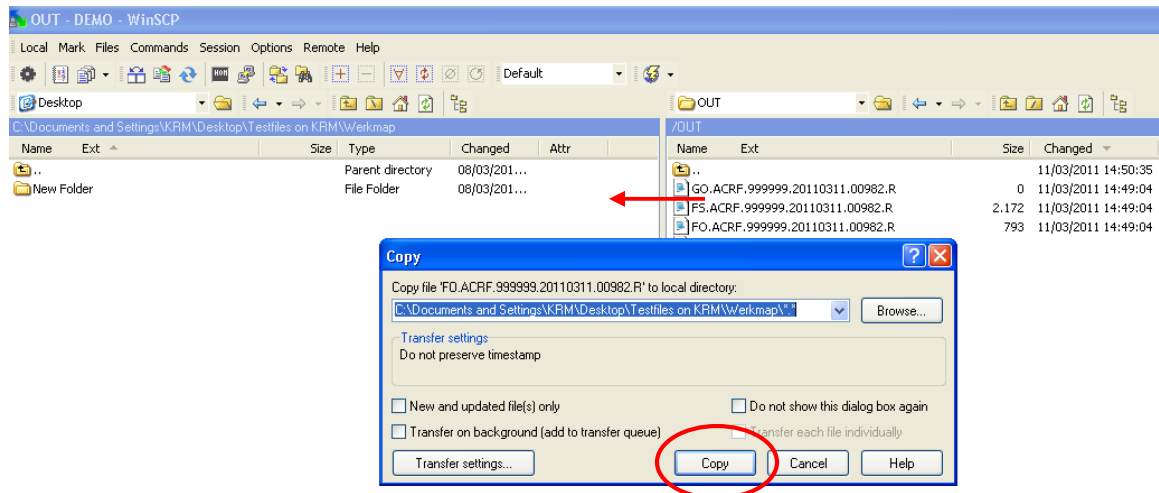 OUT - DEMO - WinSCP
Local Mark Files Commands Session Options Remote Help
Default
Desktop
OUT
C:\Documents and Settings\KRM\Desktop\Testfiles on KRM\Werkmap
/OUT
Name Ext Size Type Changed Attr
Name Ext Size Changed
.. Parent directory 08/03/201...
.. 11/03/2011 14:50:35
New Folder File Folder 08/03/201...
GO.ACRF.999999.20110311.00982.R 0 11/03/2011 14:49:04
FS.ACRF.999999.20110311.00982.R 2.172 11/03/2011 14:49:04
FO.ACRF.999999.20110311.00982.R 793 11/03/2011 14:49:04
Copy
Copy file 'FO.ACRF.999999.20110311.00982.R' to local directory:
C:\Documents and Settings\KRM\Desktop\Testfiles on KRM\Werkmap\*.*
Browse...
Transfer settings
Do not preserve timestamp
New and updated file(s) only
Do not show this dialog box again
Transfer on background (add to transfer queue)
Transfer each file individually
Transfer settings... Copy Cancel Help